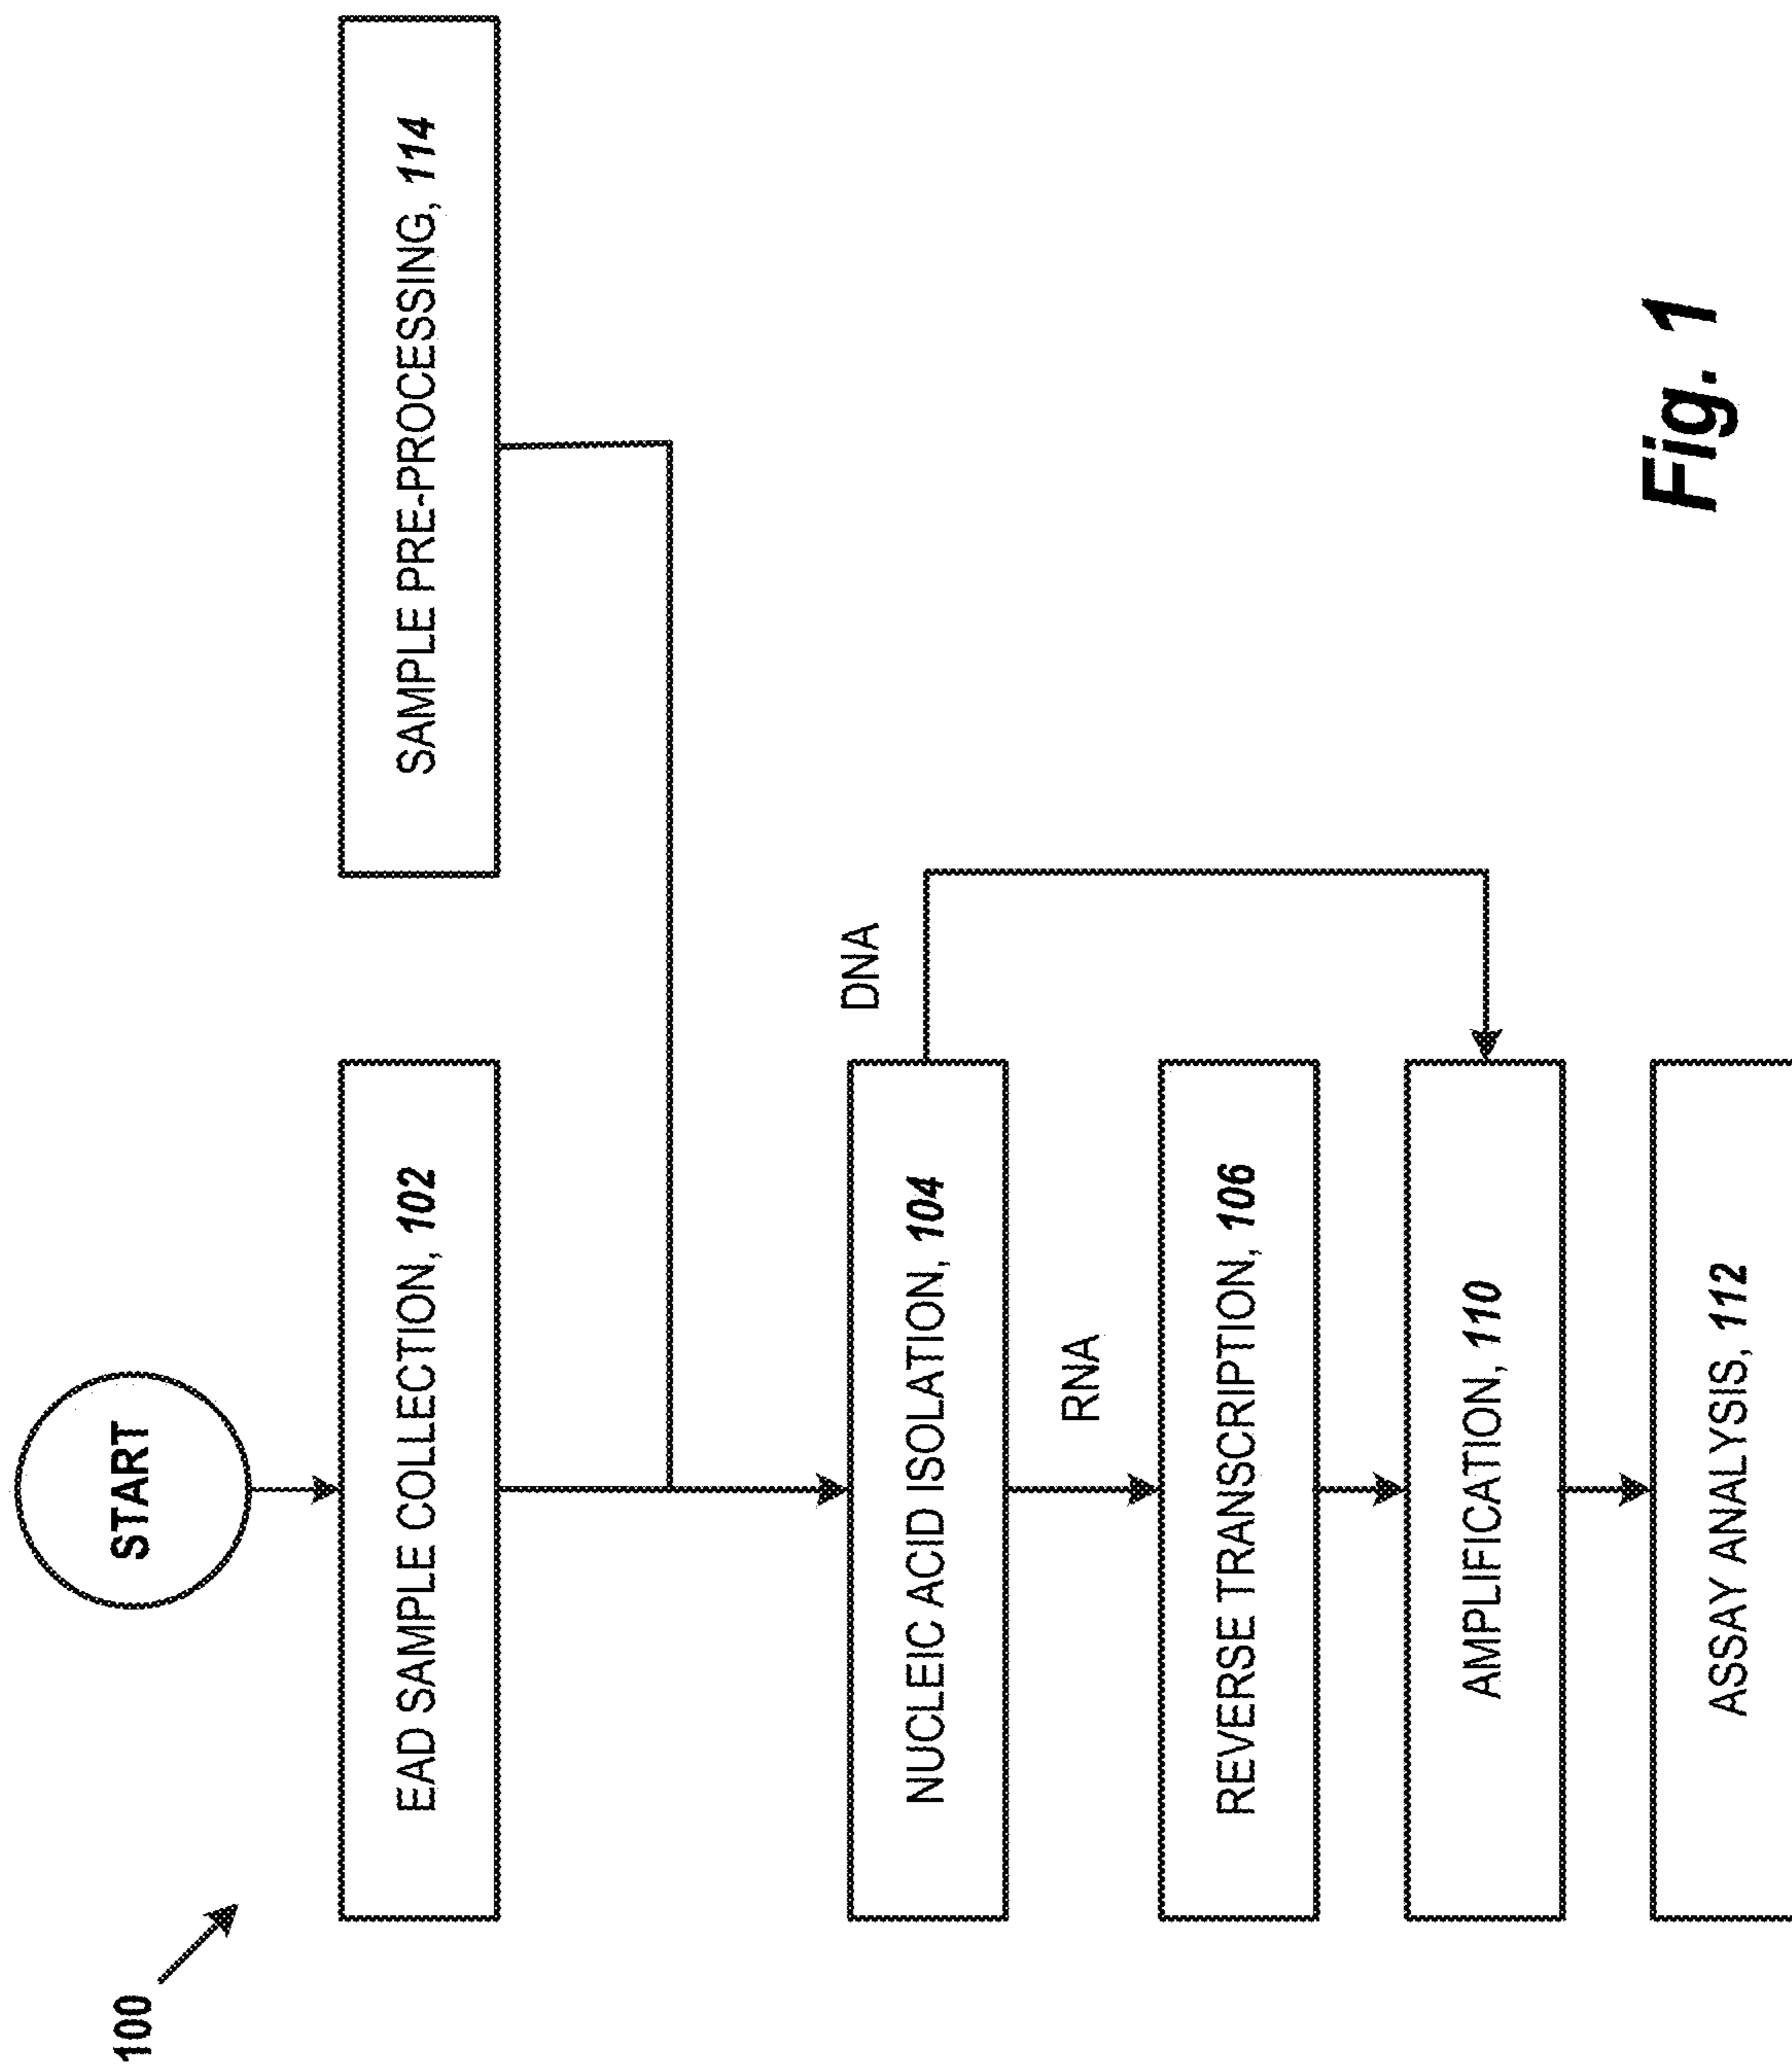 100
START
EAD SAMPLE COLLECTION, 102
SAMPLE PRE-PROCESSING, 114
NUCLEIC ACID ISOLATION, 104
DNA
RNA
REVERSE TRANSCRIPTION, 106
AMPLIFICATION, 110
ASSAY ANALYSIS, 112
Fig. 1